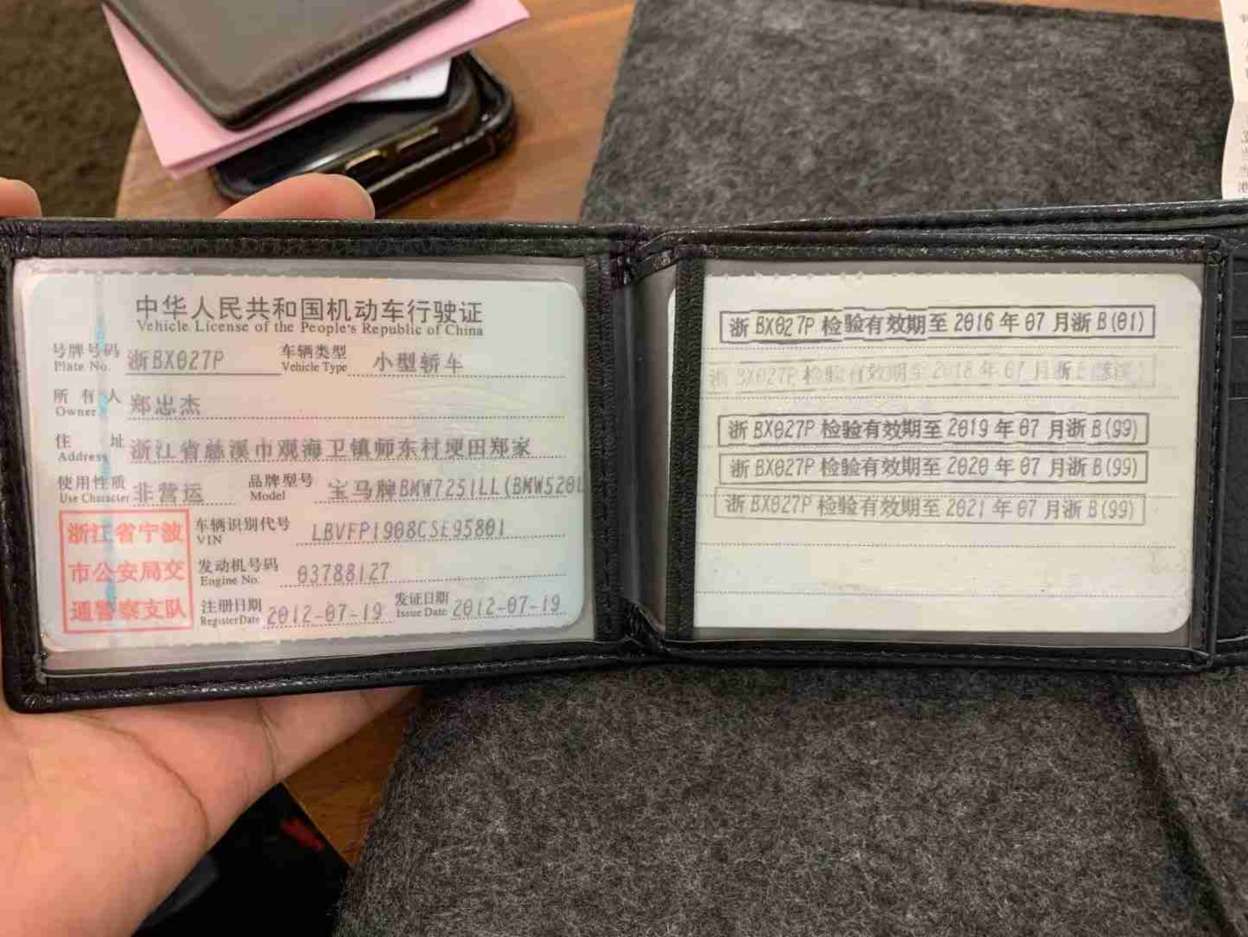 中华人民共和国机动车行驶证
Vehicle License of the People's Republic of China
号牌号码 浙BX027P 车辆类型 小型轿车
Plate No. Vehicle Type
所有人 郑忠杰
Owner
住址 浙江省慈溪市观海卫镇师东村埂田郑家
Address
使用性质 非营运 品牌型号 宝马牌BMW7251LL(BMW520L
Use Character Model
浙江省宁波
市公安局交
通警察支队
车辆识别代号 LBVFP1908CSE95801
VIN
发动机号码 03788127
Engine No.
注册日期 2012-07-19 发证日期 2012-07-19
Register Date Issue Date
浙BX027P 检验有效期至 2016年07月浙B(01)
浙BX027P 检验有效期至 2018年07月浙
浙BX027P 检验有效期至 2019年07月浙B(99)
浙BX027P 检验有效期至 2020年07月浙B(99)
浙BX027P 检验有效期至 2021年07月浙B(99)